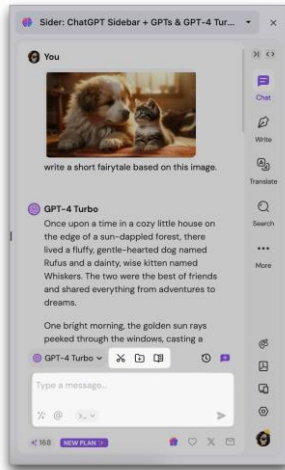 Sider: ChatGPT Sidebar + GPTs & GPT-4 Tur...
You
write a short fairytale based on this image.
GPT-4 Turbo
Once upon a time in a cozy little house on
the edge of a sun-dappled forest, there
lived a fluffy, gentle-hearted dog named
Rufus and a dainty, wise kitten named
Whiskers. The two were the best of friends
and shared everything from adventures to
dreams.
One bright morning, the golden sun rays
peeked through the windows, casting a
GPT-4 Turbo
Type a message...
@
168 NEW PLAN
Chat
Write
Translate
Search
More